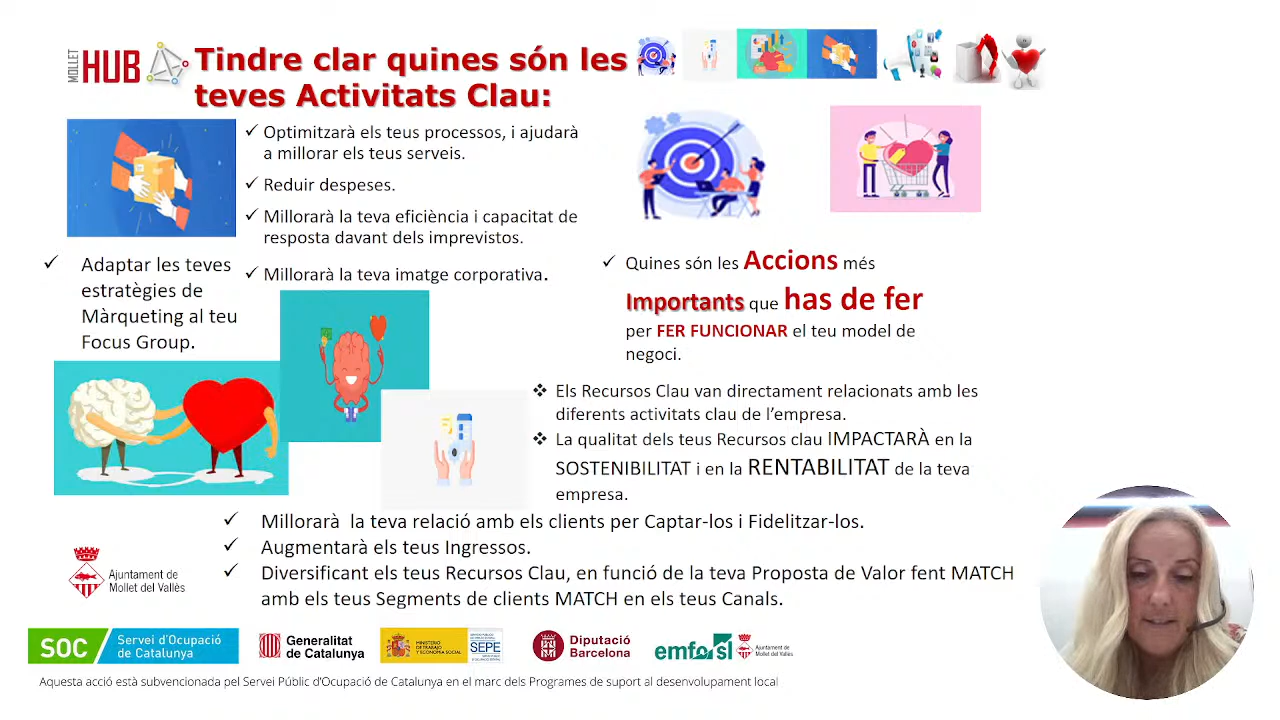 MOLLET HUB
Tindre clar quines són les
teves Activitats Clau:
✓ Optimitzarà els teus processos, i ajudarà
a millorar els teus serveis.
✓ Reduir despeses.
✓ Millorarà la teva eficiència i capacitat de
resposta davant dels imprevistos.
✓ Millorarà la teva imatge corporativa.
✓ Adaptar les teves
estratègies de
Màrqueting al teu
Focus Group.
✓ Quines són les Accions més
Importants que has de fer
per FER FUNCIONAR el teu model de
negoci.
❖ Els Recursos Clau van directament relacionats amb les
diferents activitats clau de l’empresa.
❖ La qualitat dels teus Recursos clau IMPACTARÀ en la
SOSTENIBILITAT i en la RENTABILITAT de la teva
empresa.
✓ Millorarà la teva relació amb els clients per Captar-los i Fidelitzar-los.
✓ Augmentarà els teus Ingressos.
✓ Diversificant els teus Recursos Clau, en funció de la teva Proposta de Valor fent MATCH
amb els teus Segments de clients MATCH en els teus Canals.
Ajuntament de
Mollet del Vallès
SOC Servei d’Ocupació
de Catalunya
Generalitat
de Catalunya
MINISTERIO
DE TRABAJO
Y ECONOMÍA SOCIAL
SEPE
Diputació
Barcelona
emforsl
Ajuntament de
Mollet del Vallès
Aquesta acció està subvencionada pel Servei Públic d’Ocupació de Catalunya en el marc dels Programes de suport al desenvolupament local